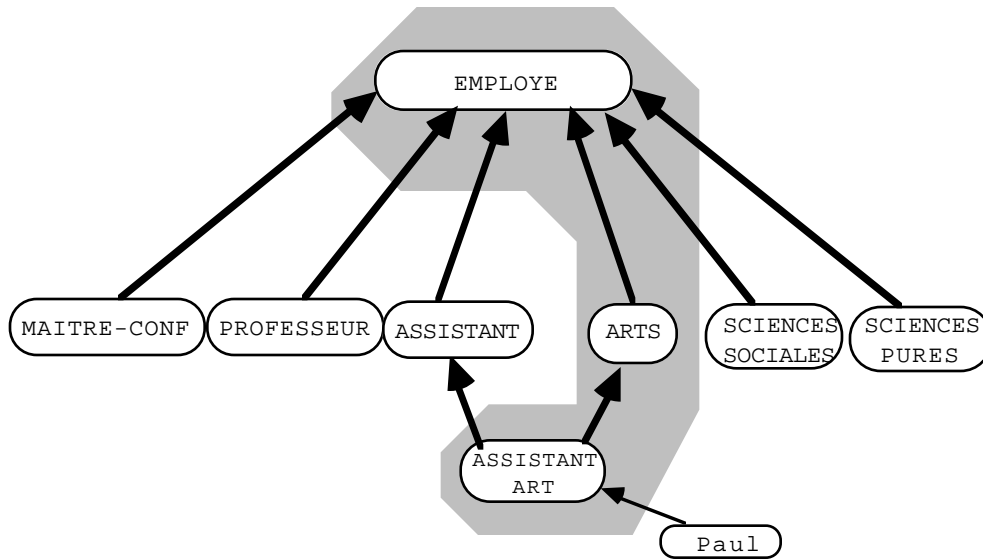 EMPLOYE
MAITRE-CONF
PROFESSEUR
ASSISTANT
ARTS
SCIENCES
SOCIALES
SCIENCES
PURES
ASSISTANT
ART
Paul